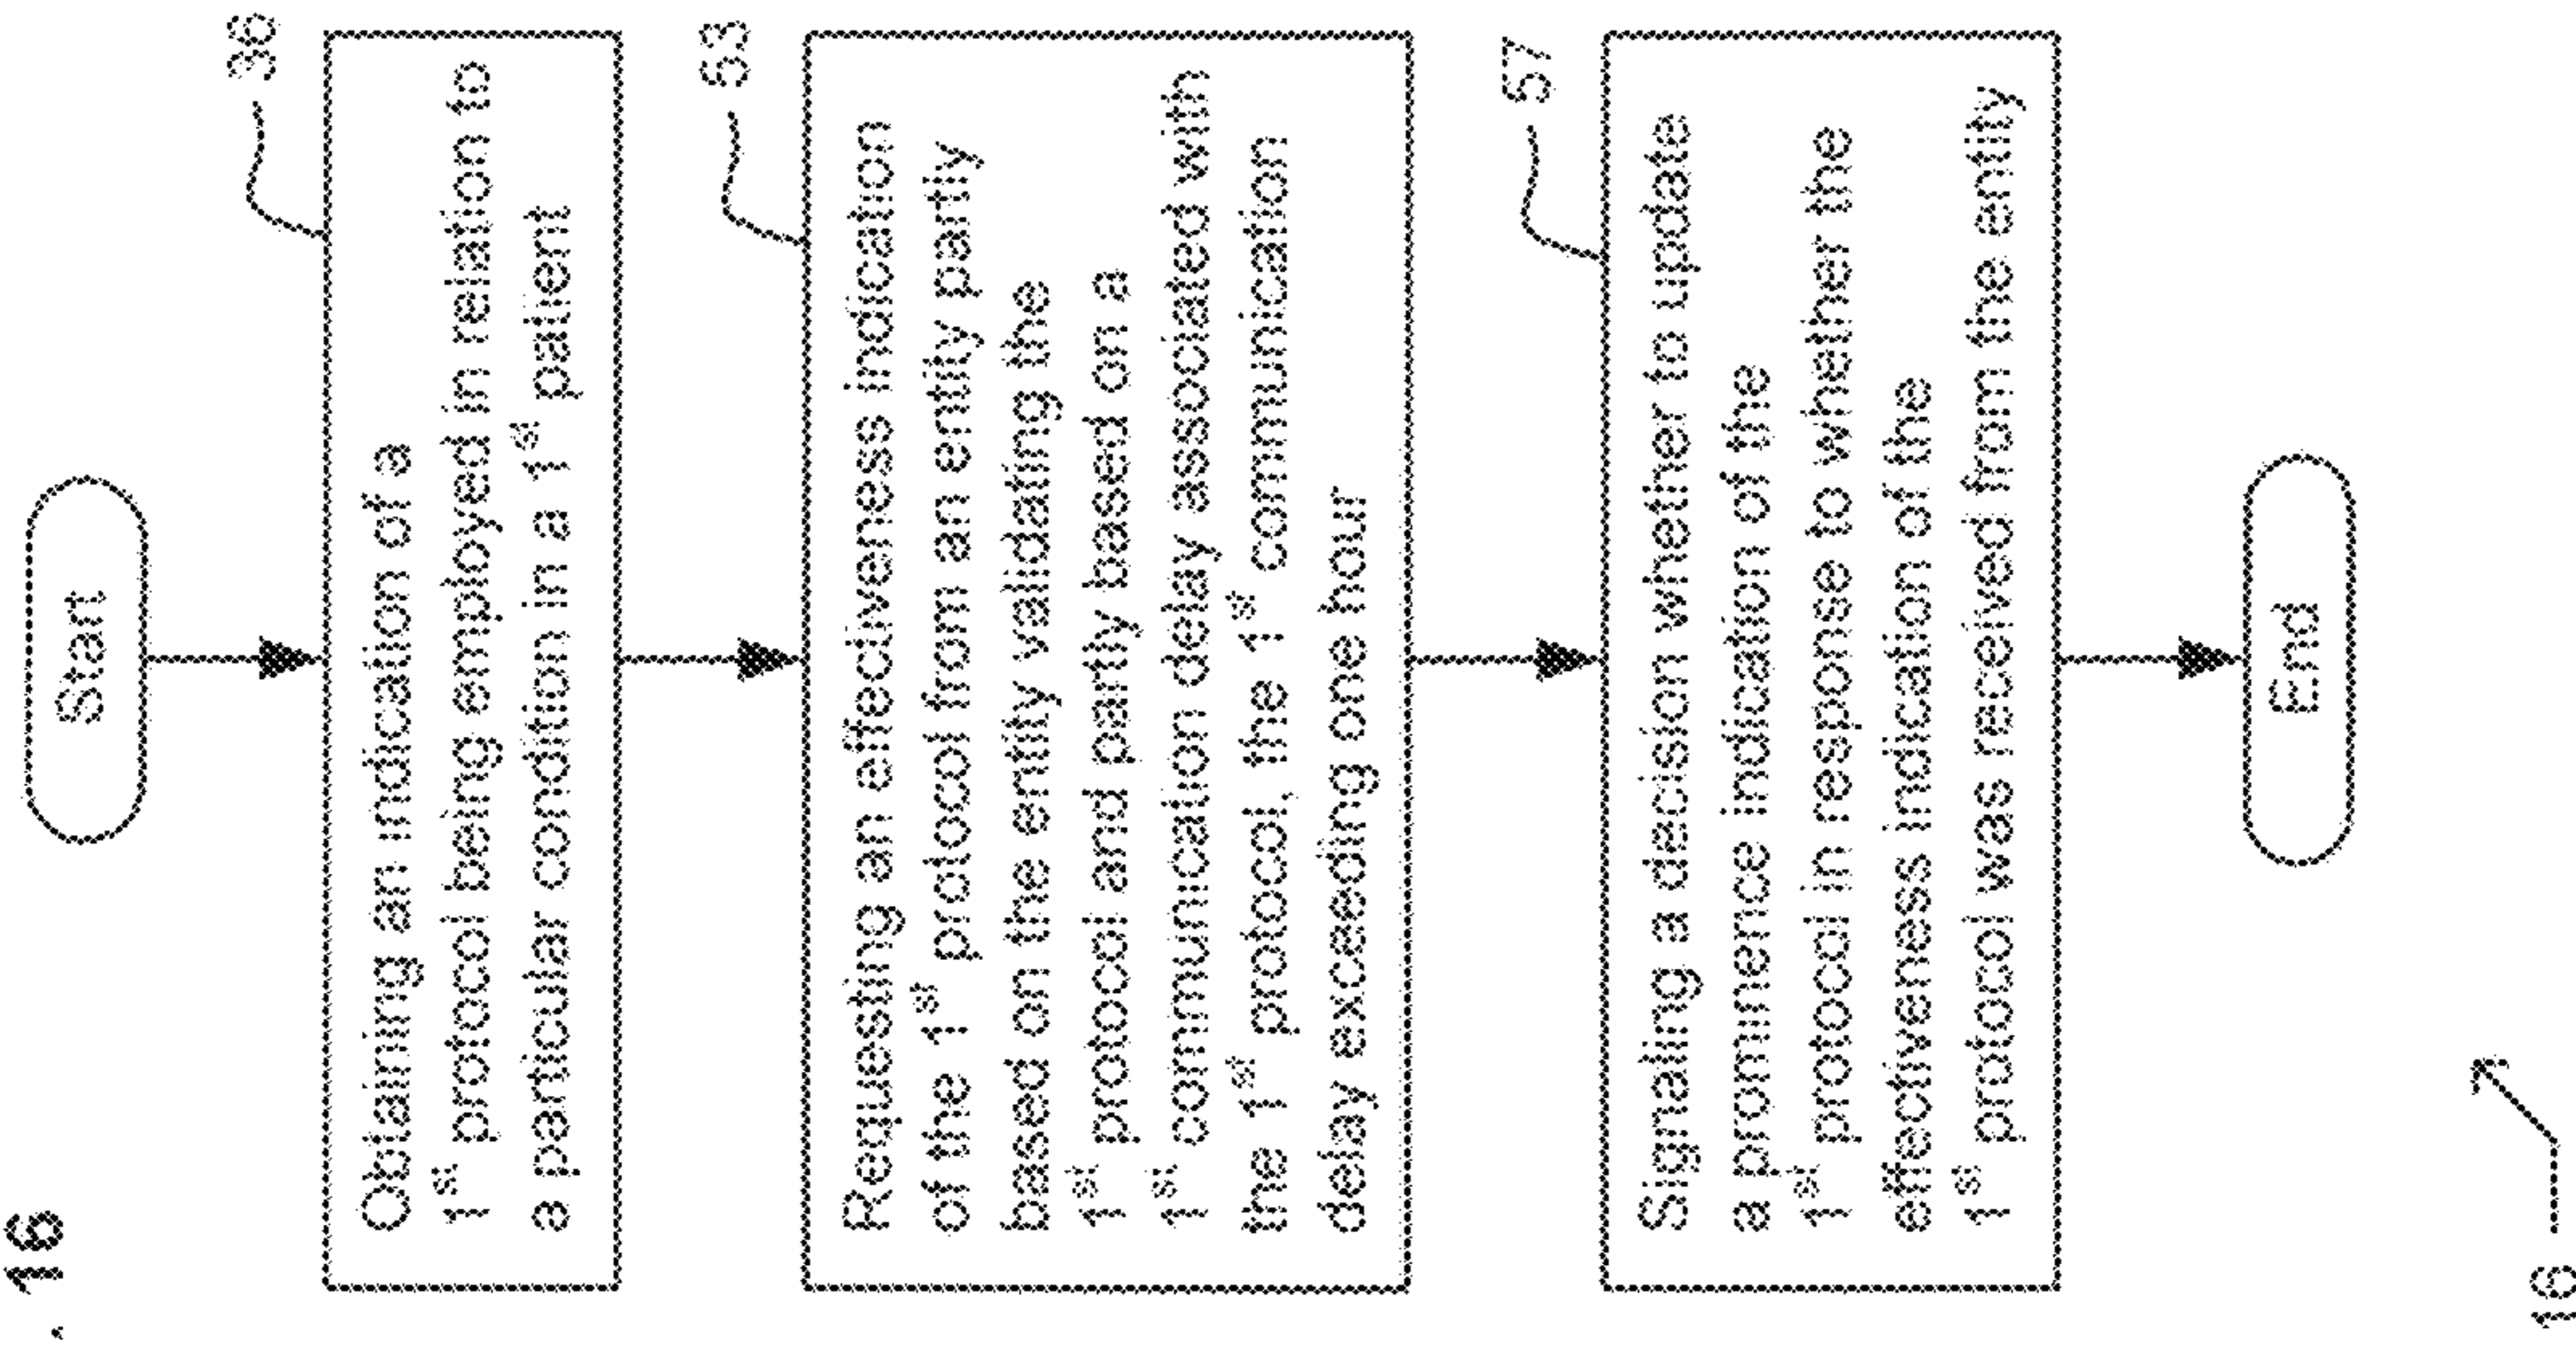 . 16
Start
36
Obtaining an indication of a
1st protocol being employed in relation to
a particular condition in a 1st patient
53
Requesting an effectiveness indication
of the 1st protocol from an entity partly
based on the entity validating the
1st protocol and partly based on a
1st communication delay associated with
the 1st protocol, the 1st communication
delay exceeding one hour
57
Signaling a decision whether to update
a prominence indication of the
1st protocol in response to whether the
effectiveness indication of the
1st protocol was received from the entity
End
16